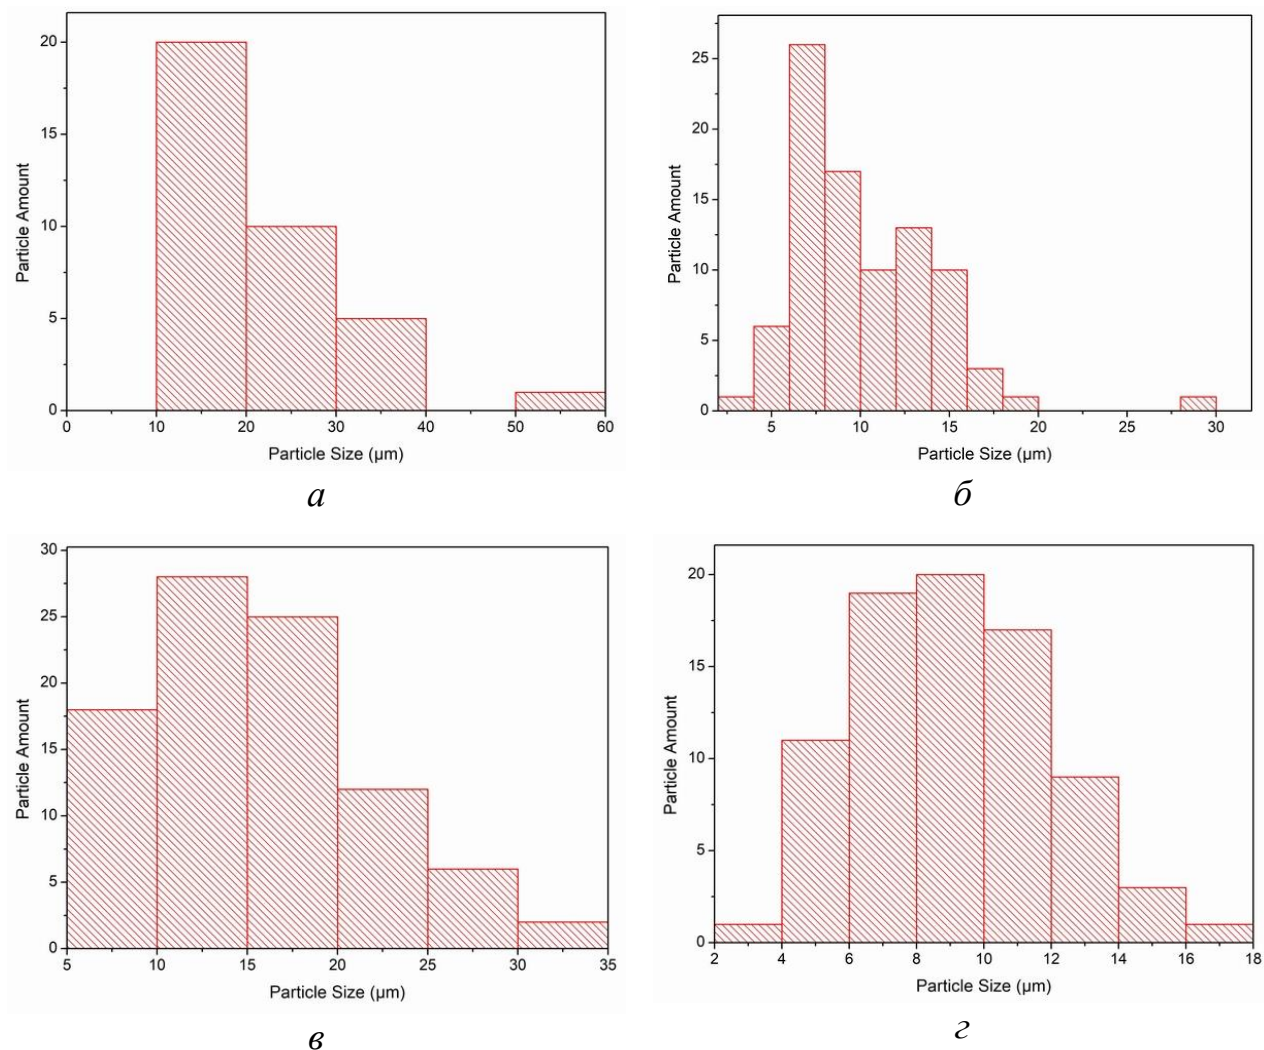 20
15
10
5
0
Particle Amount
0 10 20 30 40 50 60
Particle Size (µm)
а
25
20
15
10
5
0
Particle Amount
5 10 15 20 25 30
Particle Size (µm)
б
30
25
20
15
10
5
0
Particle Amount
5 10 15 20 25 30 35
Particle Size (µm)
в
20
15
10
5
0
Particle Amount
2 4 6 8 10 12 14 16 18
Particle Size (µm)
г